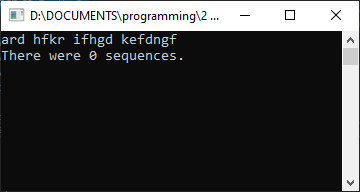 D:\DOCUMENTS\programming\2 ...
ard hfkr ifhgd kefdngf
There were 0 sequences.